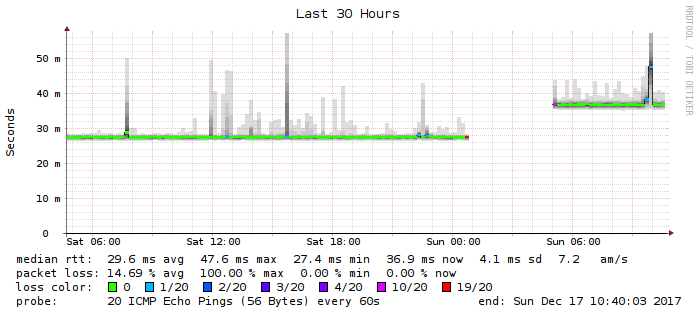 Last 30 Hours
RRDTOOL / TOBI OETIKER
Seconds
50 m
40 m
30 m
20 m
10 m
0
Sat 06:00 Sat 12:00 Sat 18:00 Sun 00:00 Sun 06:00
median rtt: 29.6 ms avg 47.6 ms max 27.4 ms min 36.9 ms now 4.1 ms sd 7.2 am/s
packet loss: 14.69 % avg 100.00 % max 0.00 % min 0.00 % now
loss color: 0 1/20 2/20 3/20 4/20 10/20 19/20
probe: 20 ICMP Echo Pings (56 Bytes) every 60s end: Sun Dec 17 10:40:03 2017